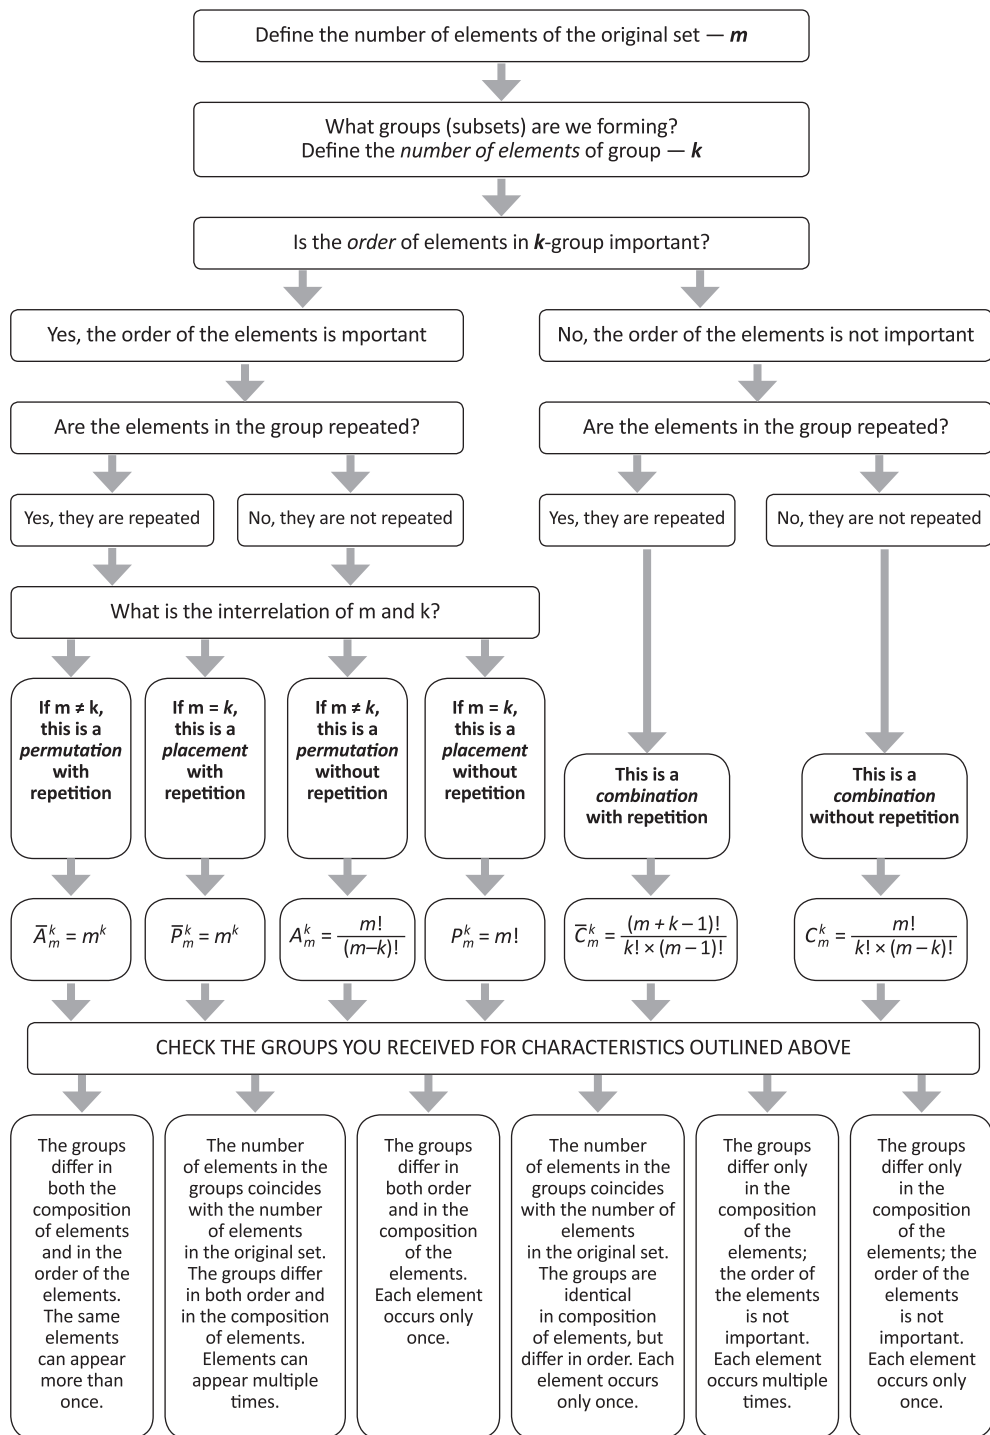 Define the number of elements of the original set — m
What groups (subsets) are we forming?
Define the number of elements of group — k
Is the order of elements in k-group important?
Yes, the order of the elements is mportant
No, the order of the elements is not important
Are the elements in the group repeated?
Are the elements in the group repeated?
Yes, they are repeated
No, they are not repeated
Yes, they are repeated
No, they are not repeated
What is the interrelation of m and k?
If m ≠ k,
this is a
permutation
with
repetition
If m = k,
this is a
placement
with
repetition
If m ≠ k,
this is a
permutation
without
repetition
If m = k,
this is a
placement
without
repetition
This is a
combination
with repetition
This is a
combination
without repetition
A̅ₘᵏ = mᵏ
P̅ₘᵏ = mᵏ
Aₘᵏ = m! / (m–k)!
Pₘᵏ = m!
C̅ₘᵏ = (m + k – 1)! / k! × (m – 1)!
Cₘᵏ = m! / k! × (m – k)!
CHECK THE GROUPS YOU RECEIVED FOR CHARACTERISTICS OUTLINED ABOVE
The groups
differ in
both the
composition
of elements
and in the
order of the
elements.
The same
elements
can appear
more than
once.
The number
of elements in the
groups coincides
with the number
of elements
in the original set.
The groups differ
in both order and
in the composition
of elements.
Elements can
appear multiple
times.
The groups
differ in
both order
and in the
composition
of the
elements.
Each element
occurs only
once.
The number
of elements in the
groups coincides
with the number of
elements
in the original set.
The groups are
identical
in composition
of elements, but
differ in order. Each
element occurs
only once.
The groups
differ only
in the
composition
of the
elements;
the order of
the elements
is not
important.
Each element
occurs multiple
times.
The groups
differ only
in the
composition
of the
elements; the
order of the
elements
is not
important.
Each element
occurs only
once.